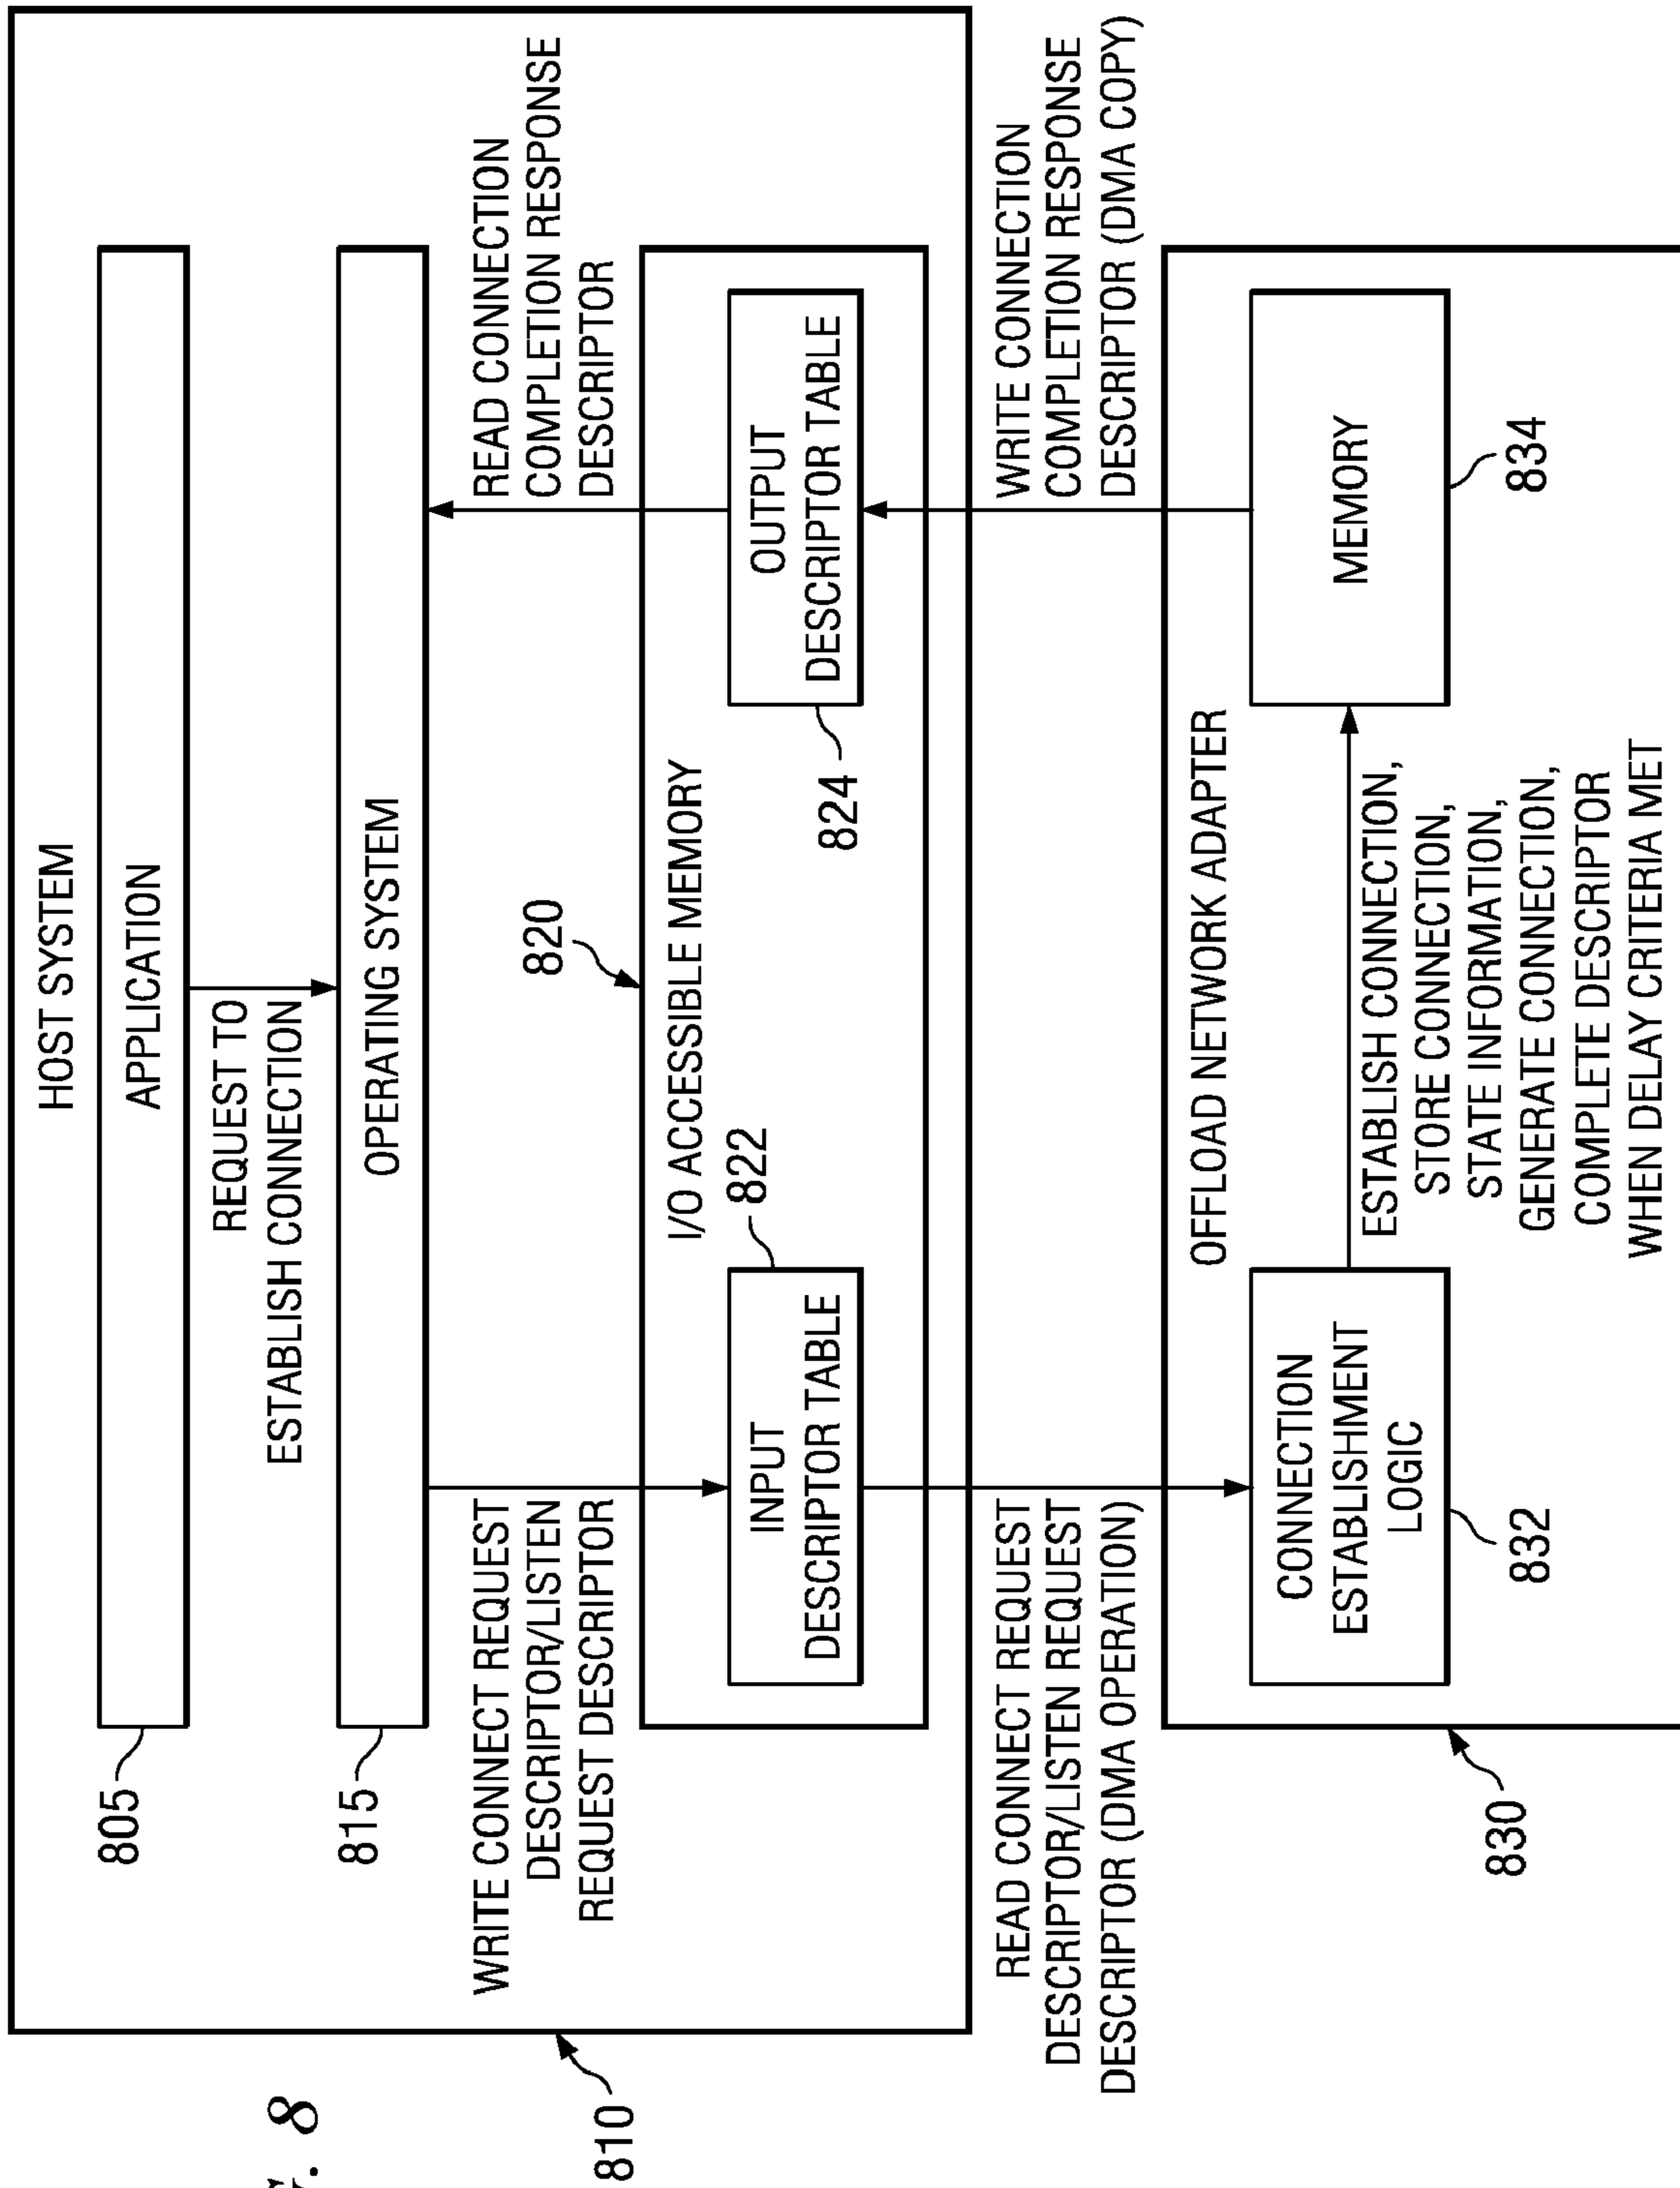 HOST SYSTEM
APPLICATION
805
REQUEST TO
ESTABLISH CONNECTION
OPERATING SYSTEM
815
WRITE CONNECT REQUEST
DESCRIPTOR/LISTEN
REQUEST DESCRIPTOR
820
READ CONNECTION
COMPLETION RESPONSE
DESCRIPTOR
I/O ACCESSIBLE MEMORY
INPUT
DESCRIPTOR TABLE
822
OUTPUT
DESCRIPTOR TABLE
824
810
READ CONNECT REQUEST
DESCRIPTOR/LISTEN REQUEST
DESCRIPTOR (DMA OPERATION)
WRITE CONNECTION
COMPLETION RESPONSE
DESCRIPTOR (DMA COPY)
OFFLOAD NETWORK ADAPTER
CONNECTION
ESTABLISHMENT
LOGIC
832
ESTABLISH CONNECTION,
STORE CONNECTION,
STATE INFORMATION,
GENERATE CONNECTION,
COMPLETE DESCRIPTOR
WHEN DELAY CRITERIA MET
MEMORY
834
830
8